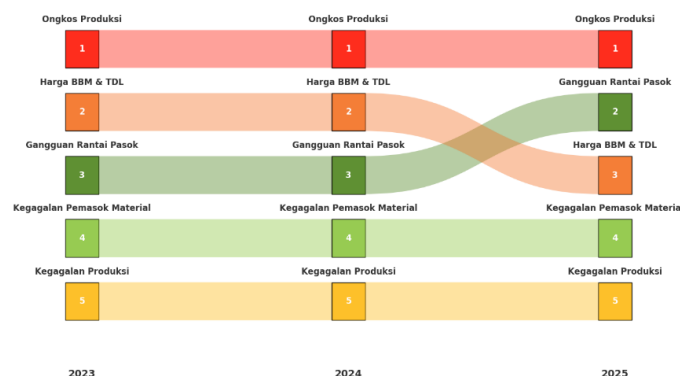 Ongkos Produksi Ongkos Produksi Ongkos Produksi
1 1 1
Harga BBM & TDL Harga BBM & TDL Gangguan Rantai Pasok
2 2 2
Gangguan Rantai Pasok Gangguan Rantai Pasok Harga BBM & TDL
3 3 3
Kegagalan Pemasok Material Kegagalan Pemasok Material Kegagalan Pemasok Materia
4 4 4
Kegagalan Produksi Kegagalan Produksi Kegagalan Produksi
5 5 5
2023 2024 2025